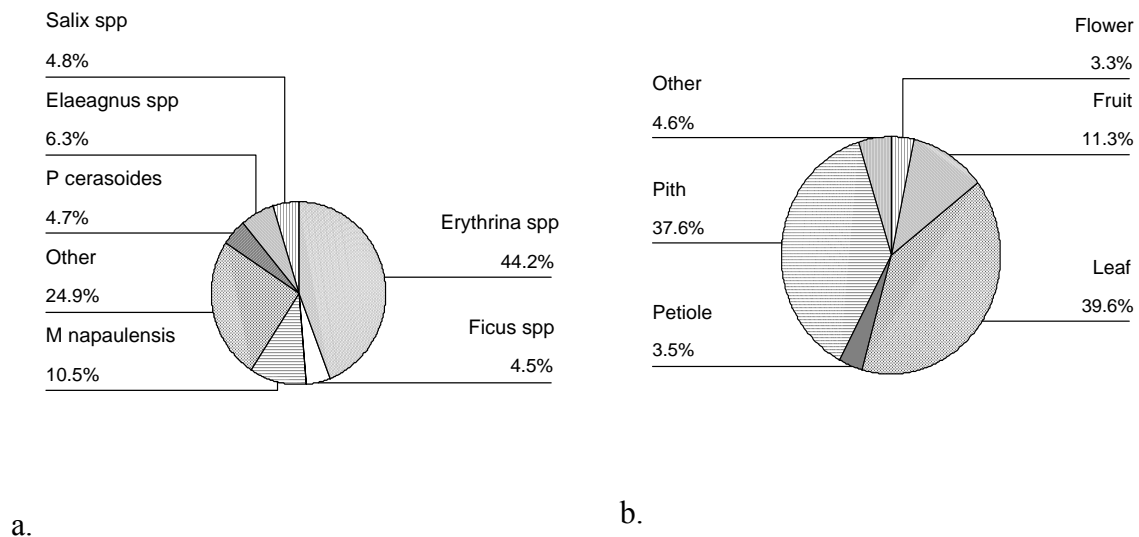 Salix spp
4.8%
Elaeagnus spp
6.3%
P cerasoides
4.7%
Other
24.9%
M napaulensis
10.5%
Erythrina spp
44.2%
Ficus spp
4.5%
a.
Flower
3.3%
Fruit
11.3%
Other
4.6%
Pith
37.6%
Leaf
39.6%
Petiole
3.5%
b.